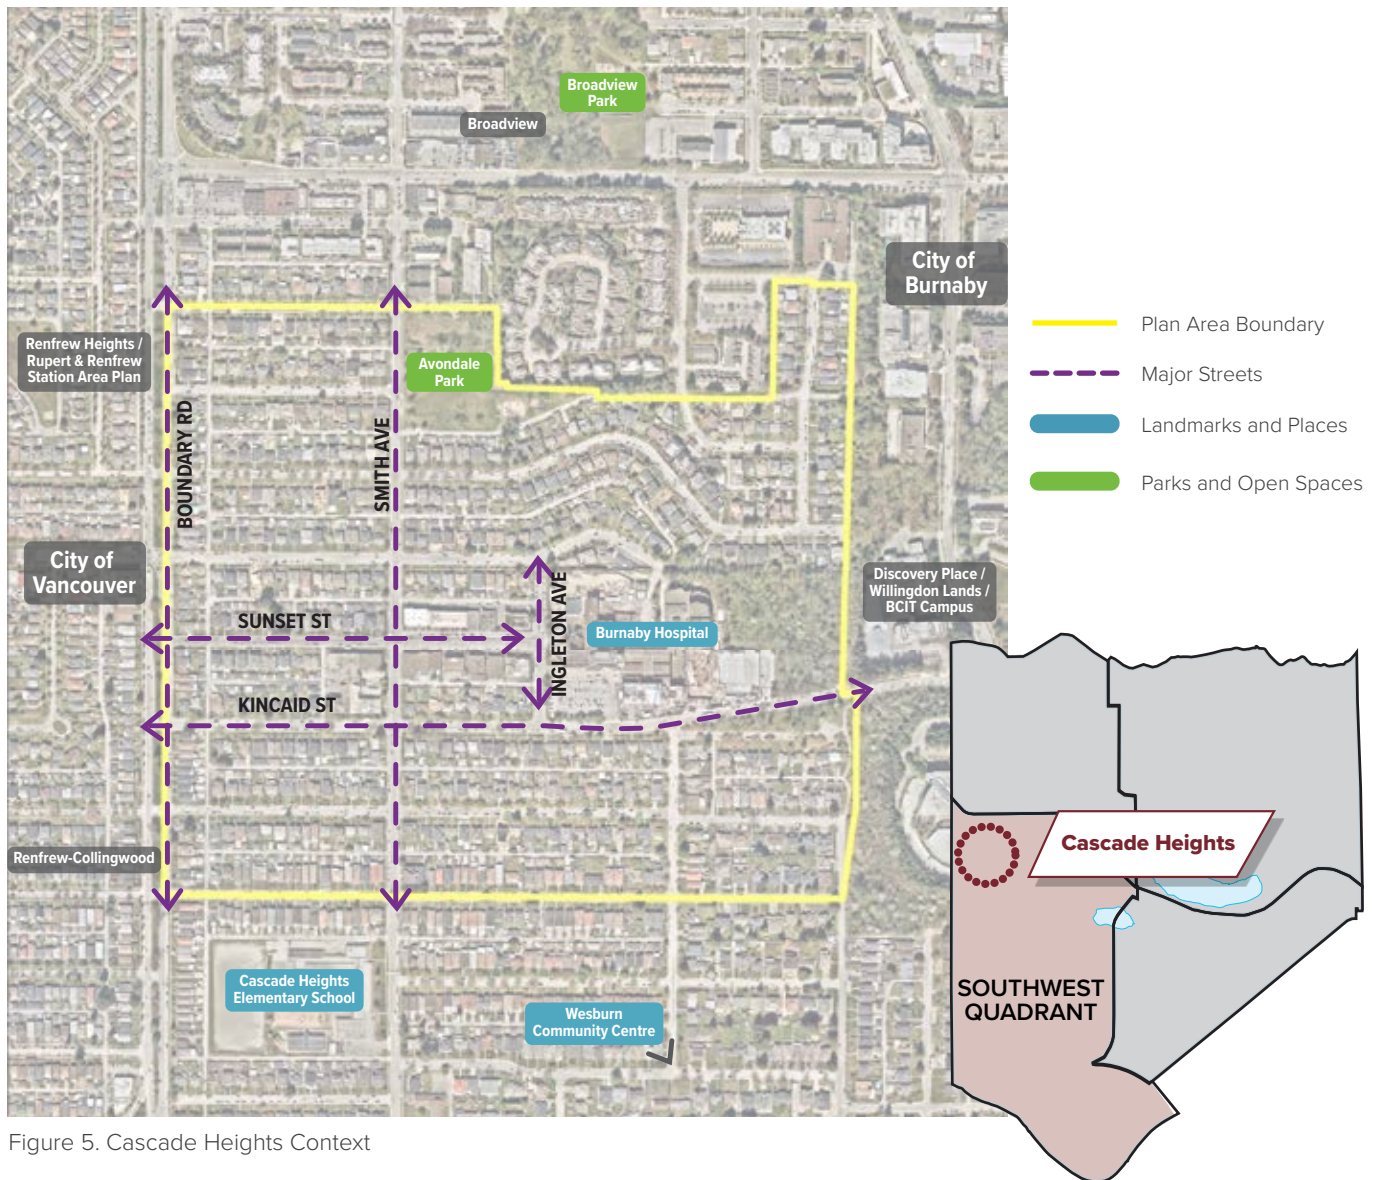 Broadview
Park
Broadview
City of
Burnaby
Renfrew Heights /
Rupert & Renfrew
Station Area Plan
Avondale
Park
BOUNDARY RD
SMITH AVE
City of
Vancouver
Discovery Place /
Willingdon Lands /
BCIT Campus
SUNSET ST
INGLETON AVE
Burnaby Hospital
KINCAID ST
Renfrew-Collingwood
Cascade Heights
Elementary School
Wesburn
Community Centre
Plan Area Boundary
Major Streets
Landmarks and Places
Parks and Open Spaces
Cascade Heights
SOUTHWEST
QUADRANT
Figure 5. Cascade Heights Context